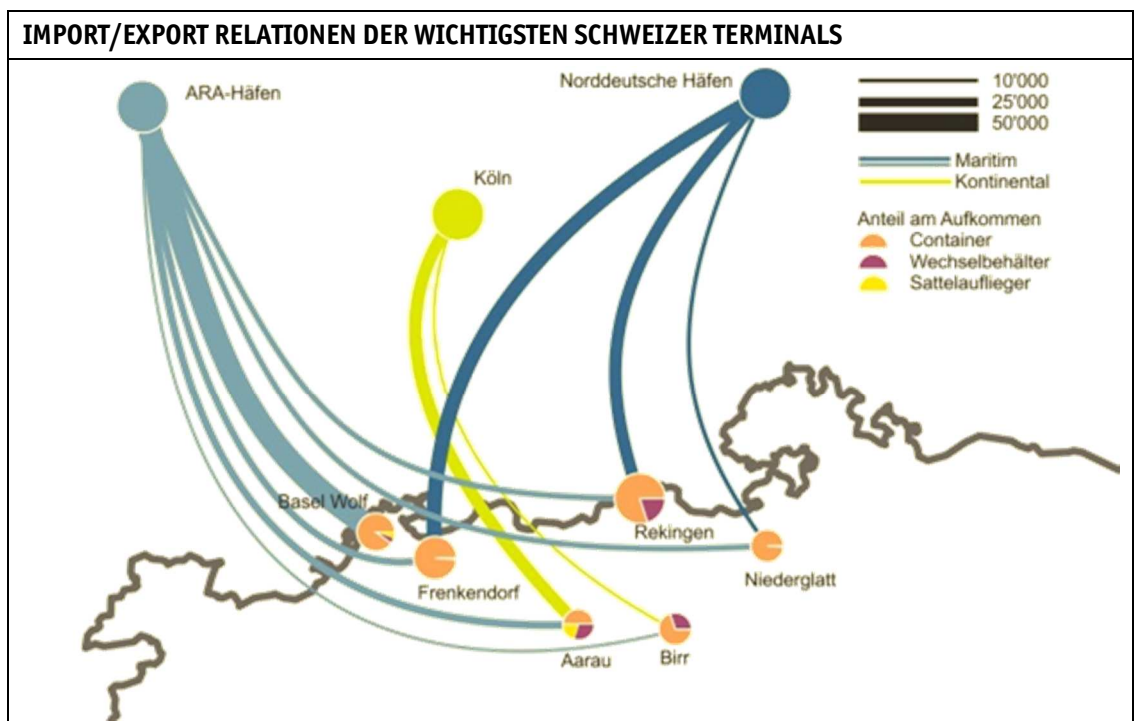 IMPORT/EXPORT RELATIONEN DER WICHTIGSTEN SCHWEIZER TERMINALS
ARA-Häfen
Norddeutsche Häfen
Köln
10'000
25'000
50'000
Maritim
Kontinental
Anteil am Aufkommen
Container
Wechselbehälter
Sattelauflieger
Basel Wolf
Rekingen
Frenkendorf
Niederglatt
Aarau
Birr